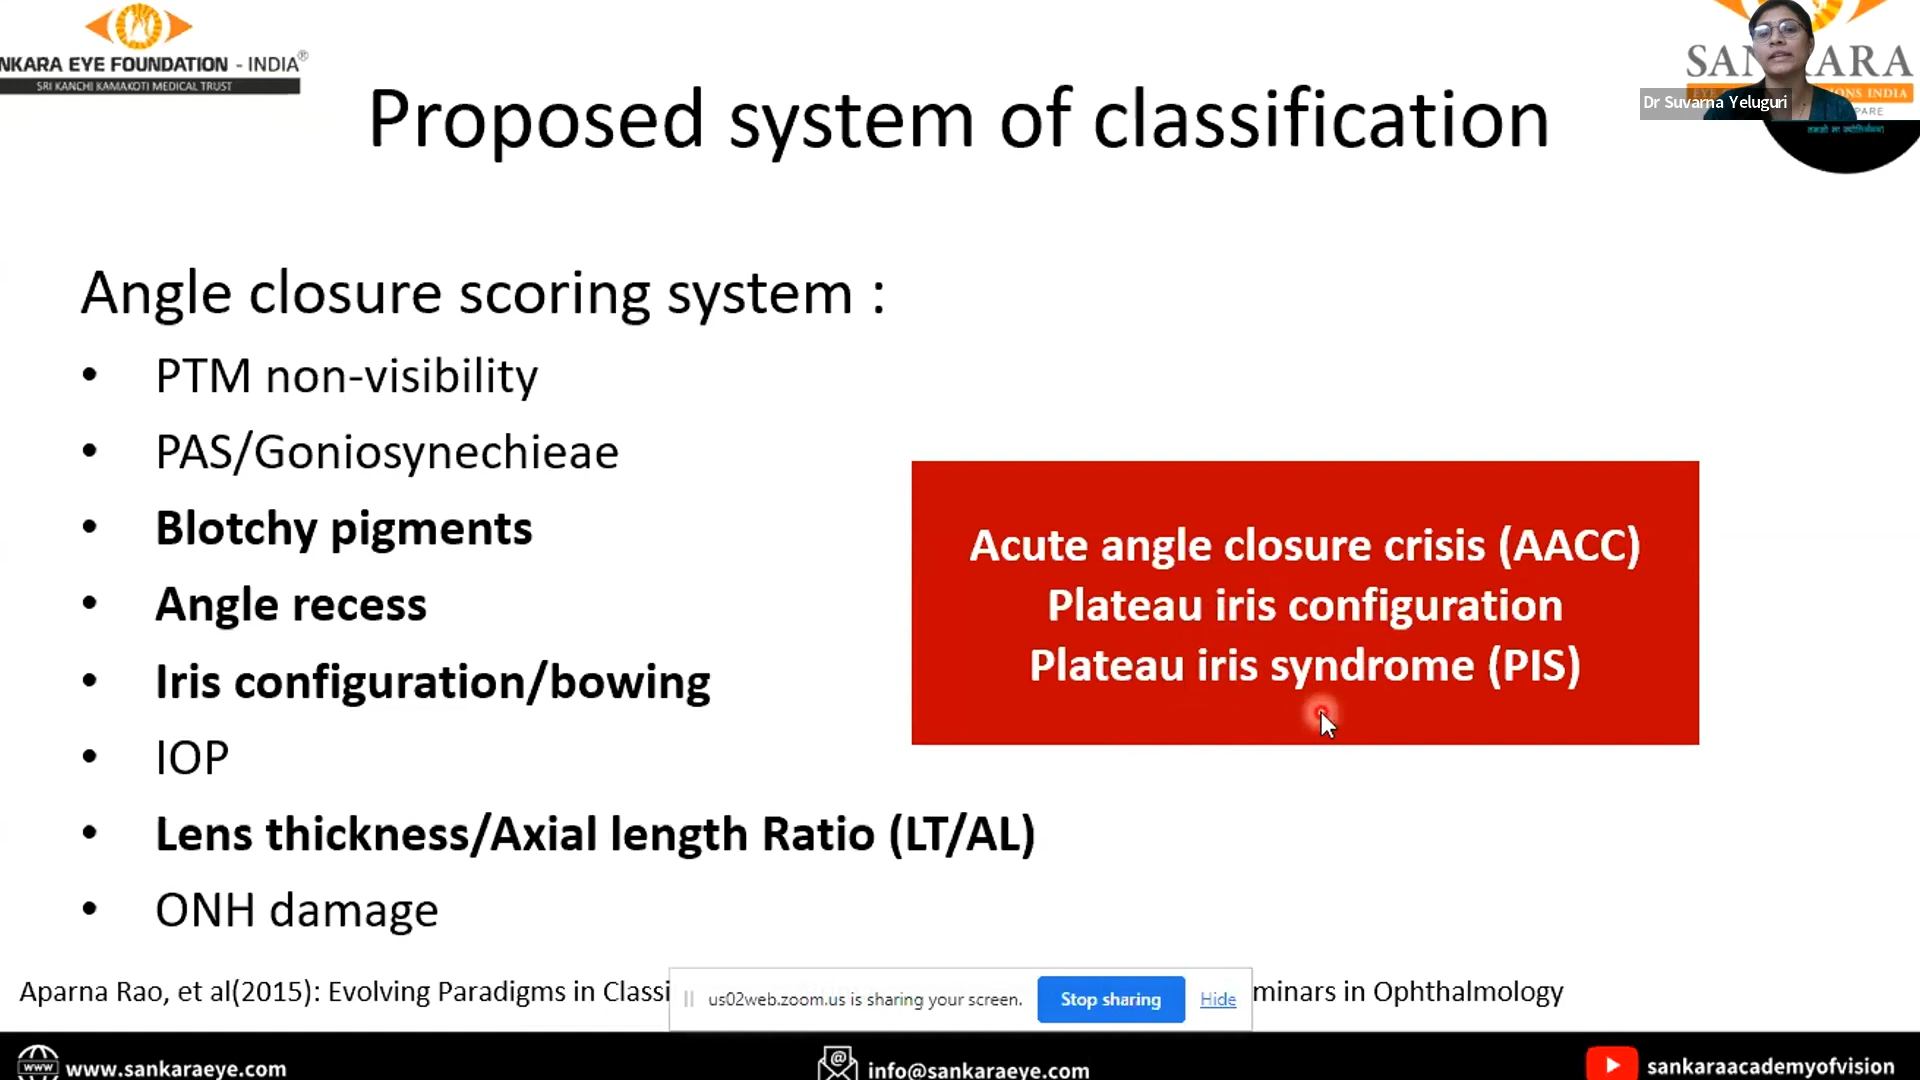 NKARA EYE FOUNDATION - INDIA®
SRI KANCHI KAMAKOTI MEDICAL TRUST
Dr Suvarna Yeluguri
Proposed system of classification
Angle closure scoring system :
• PTM non-visibility
• PAS/Goniosynechieae
• Blotchy pigments
• Angle recess
• Iris configuration/bowing
• IOP
• Lens thickness/Axial length Ratio (LT/AL)
• ONH damage
Acute angle closure crisis (AACC)
Plateau iris configuration
Plateau iris syndrome (PIS)
Aparna Rao, et al(2015): Evolving Paradigms in Classi
minars in Ophthalmology
us02web.zoom.us is sharing your screen.
Stop sharing
Hide
www.sankaraeye.com
info@sankaraeye.com
sankaraacademyofvision